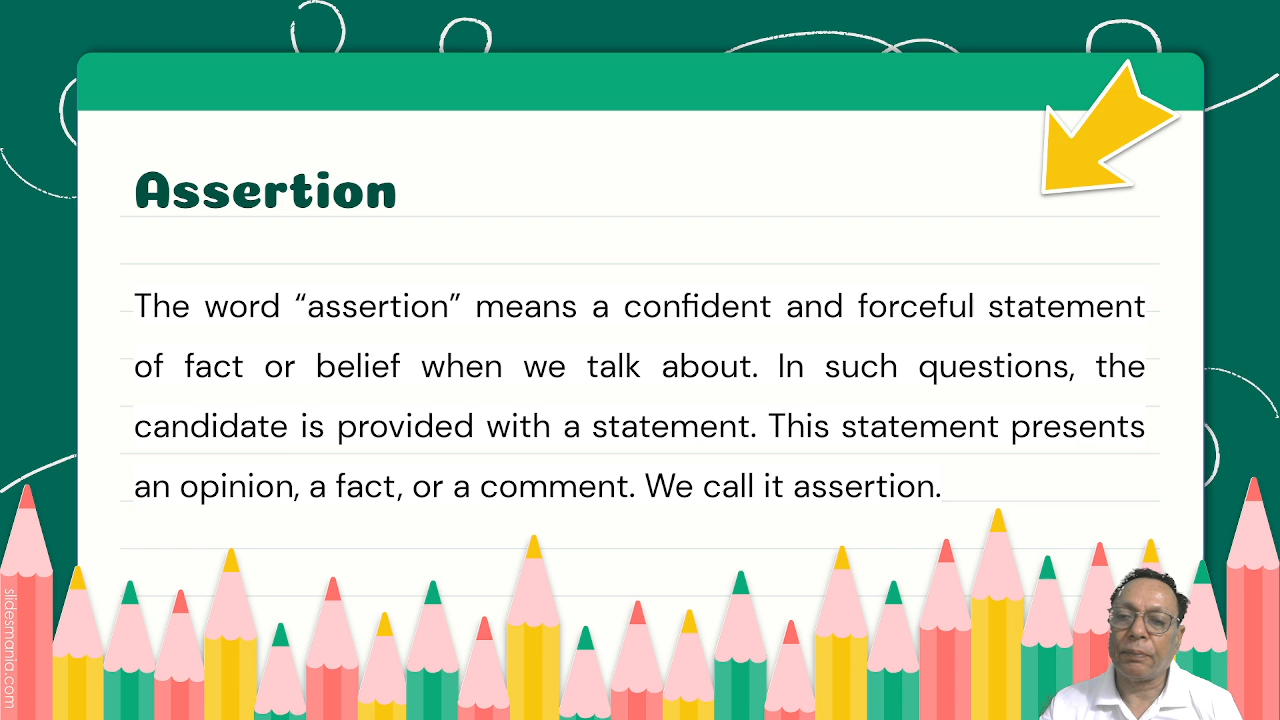 Assertion
The word “assertion” means a confident and forceful statement
of fact or belief when we talk about. In such questions, the
candidate is provided with a statement. This statement presents
an opinion, a fact, or a comment. We call it assertion.
slidesmania.com